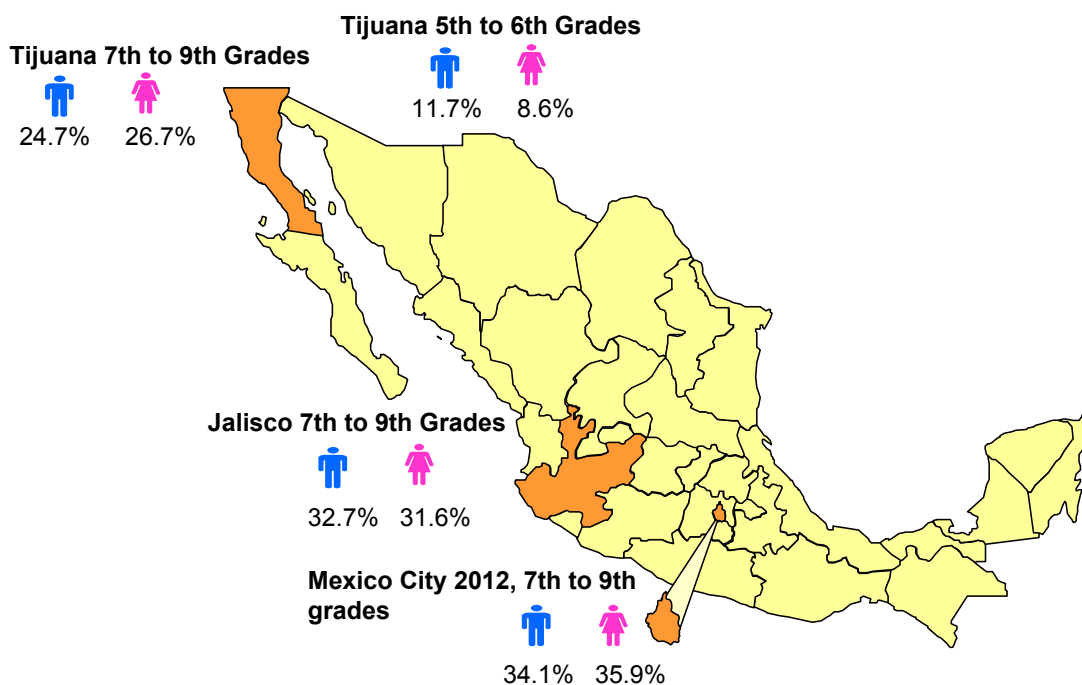 Tijuana 5th to 6th Grades
11.7% 8.6%
Tijuana 7th to 9th Grades
24.7% 26.7%
Jalisco 7th to 9th Grades
32.7% 31.6%
Mexico City 2012, 7th to 9th
grades
34.1% 35.9%